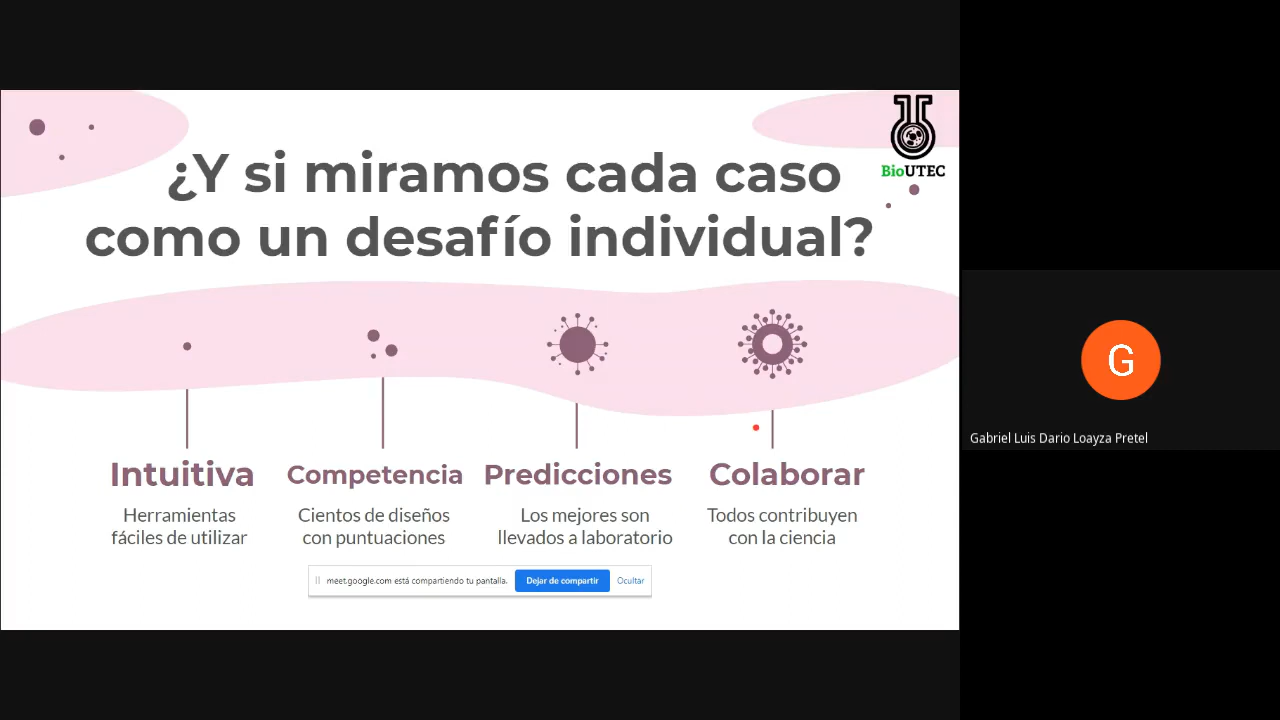 ¿Y si miramos cada caso
como un desafío individual?
BioUTEC
Intuitiva
Herramientas
fáciles de utilizar
Competencia
Cientos de diseños
con puntuaciones
Predicciones
Los mejores son
llevados a laboratorio
Colaborar
Todos contribuyen
con la ciencia
meet.google.com está compartiendo tu pantalla.
Dejar de compartir
Ocultar
G
Gabriel Luis Dario Loayza Pretel